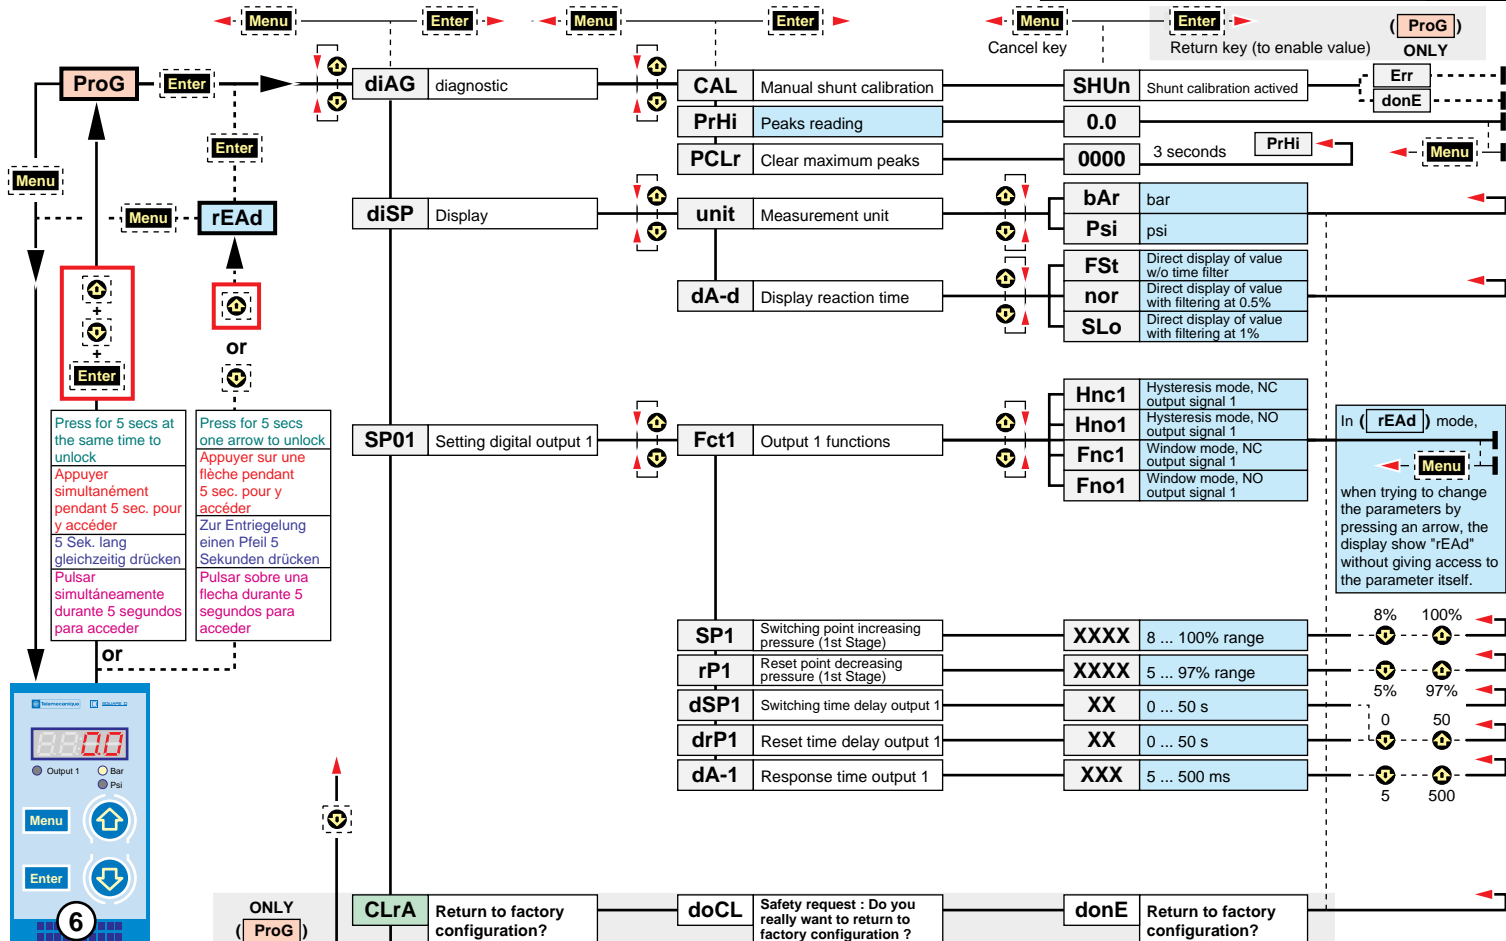 Menu
Enter
Menu
Enter
Menu
Enter
( ProG )
Cancel key
Return key (to enable value)
ONLY
ProG
Enter
diAG
diagnostic
CAL
Manual shunt calibration
SHUn
Shunt calibration actived
Err
donE
PrHi
Peaks reading
0.0
PCLr
Clear maximum peaks
0000
3 seconds
PrHi
Menu
Enter
Menu
Menu
rEAd
diSP
Display
unit
Measurement unit
bAr
bar
Psi
psi
dA-d
Display reaction time
FSt
Direct display of value
w/o time filter
nor
Direct display of value
with filtering at 0.5%
SLo
Direct display of value
with filtering at 1%
+
+
Enter
or
Press for 5 secs at
the same time to
unlock
Appuyer
simultanément
pendant 5 sec. pour
y accéder
5 Sek. lang
gleichzeitig drücken
Pulsar
simultáneamente
durante 5 segundos
para acceder
Press for 5 secs
one arrow to unlock
Appuyer sur une
flèche pendant
5 sec. pour y
accéder
Zur Entriegelung
einen Pfeil 5
Sekunden drücken
Pulsar sobre una
flecha durante 5
segundos para
acceder
or
SP01
Setting digital output 1
Fct1
Output 1 functions
Hnc1
Hysteresis mode, NC
output signal 1
Hno1
Hysteresis mode, NO
output signal 1
Fnc1
Window mode, NC
output signal 1
Fno1
Window mode, NO
output signal 1
In ( rEAd ) mode,
Menu
when trying to change
the parameters by
pressing an arrow, the
display show "rEAd"
without giving access to
the parameter itself.
SP1
Switching point increasing
pressure (1st Stage)
XXXX
8 ... 100% range
8%
100%
rP1
Reset point decreasing
pressure (1st Stage)
XXXX
5 ... 97% range
5%
97%
dSP1
Switching time delay output 1
XX
0 ... 50 s
0
50
drP1
Reset time delay output 1
XX
0 ... 50 s
dA-1
Response time output 1
XXX
5 ... 500 ms
5
500
Telemecanique
SQUARE D
0.0
Output 1
Bar
Psi
Menu
Enter
6
ONLY
( ProG )
CLrA
Return to factory
configuration?
doCL
Safety request : Do you
really want to return to
factory configuration ?
donE
Return to factory
configuration?